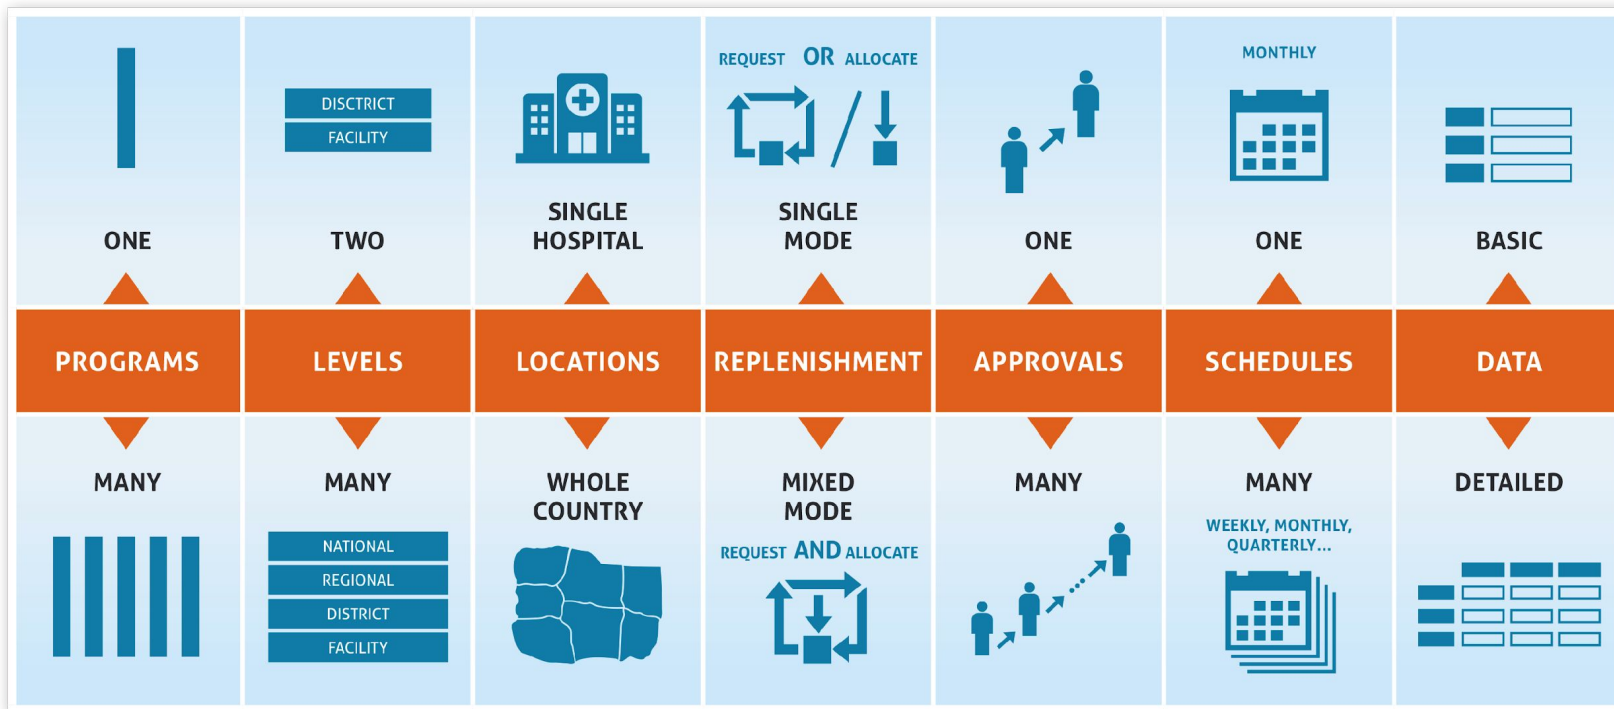 ONE
DISCTRICT
FACILITY
TWO
SINGLE
HOSPITAL
REQUEST OR ALLOCATE
SINGLE
MODE
ONE
MONTHLY
ONE
BASIC
PROGRAMS
LEVELS
LOCATIONS
REPLENISHMENT
APPROVALS
SCHEDULES
DATA
MANY
MANY
NATIONAL
REGIONAL
DISTRICT
FACILITY
WHOLE
COUNTRY
MIXED
MODE
REQUEST AND ALLOCATE
MANY
MANY
WEEKLY, MONTHLY,
QUARTERLY...
DETAILED